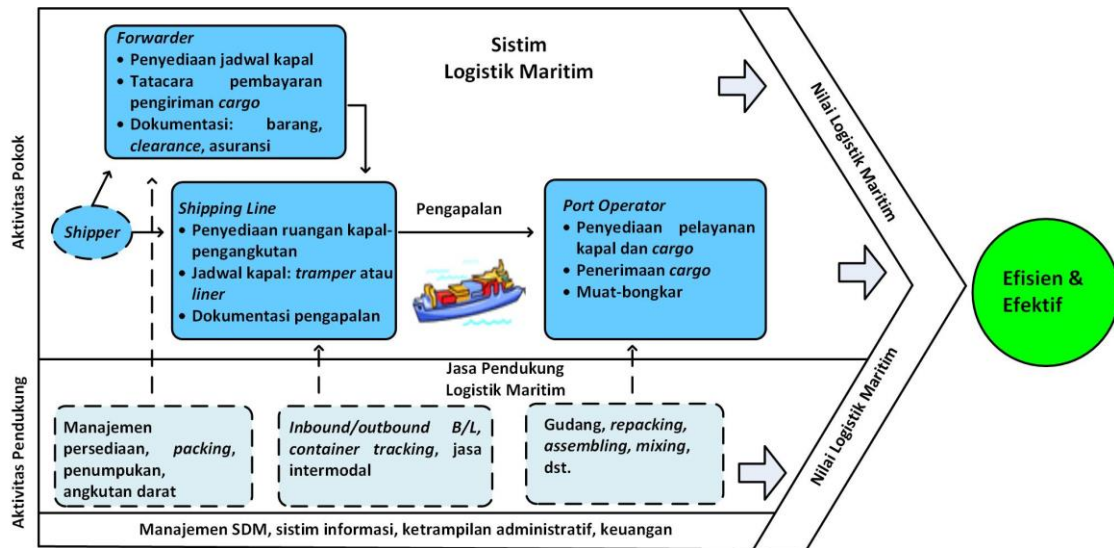 Aktivitas Pokok
Sistim
Logistik Maritim
Forwarder
• Penyediaan jadwal kapal
• Tatacara pembayaran
pengiriman cargo
• Dokumentasi: barang,
clearance, asuransi
Shipper
Shipping Line
• Penyediaan ruangan kapal-
pengangkutan
• Jadwal kapal: tramper atau
liner
• Dokumentasi pengapalan
Pengapalan
Port Operator
• Penyediaan pelayanan
kapal dan cargo
• Penerimaan cargo
• Muat-bongkar
Nilai Logistik Maritim
Efisien &
Efektif
Aktivitas Pendukung
Jasa Pendukung
Logistik Maritim
Manajemen
persediaan, packing,
penumpukan,
angkutan darat
Inbound/outbound B/L,
container tracking, jasa
intermodal
Gudang, repacking,
assembling, mixing,
dst.
Nilai Logistik Maritim
Manajemen SDM, sistim informasi, ketrampilan administratif, keuangan